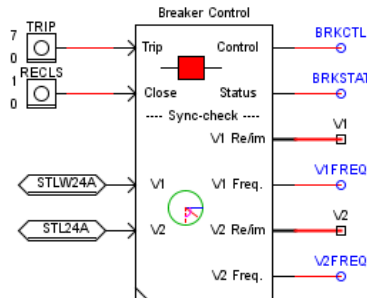 Breaker Control
TRIP
7
0
Trip
Control
BRKCTL
RECLS
1
0
Close
Status
BRKSTAT
---- Sync-check ----
V1 Re/im
V1
STLW24A
V1
V1 Freq.
V1FREQ
STL24A
V2
V2 Re/im
V2
V2 Freq.
V2FREQ